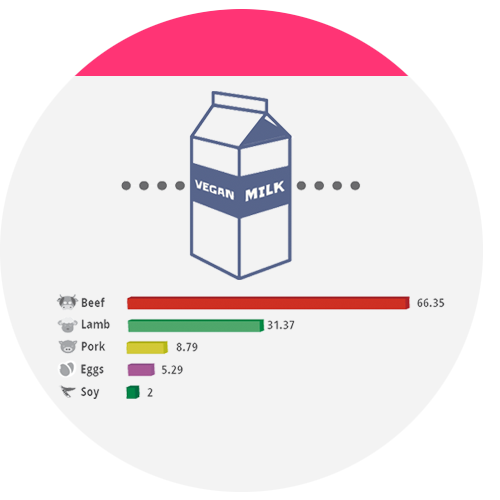 VEGAN MILK
Beef 66.35
Lamb 31.37
Pork 8.79
Eggs 5.29
Soy 2